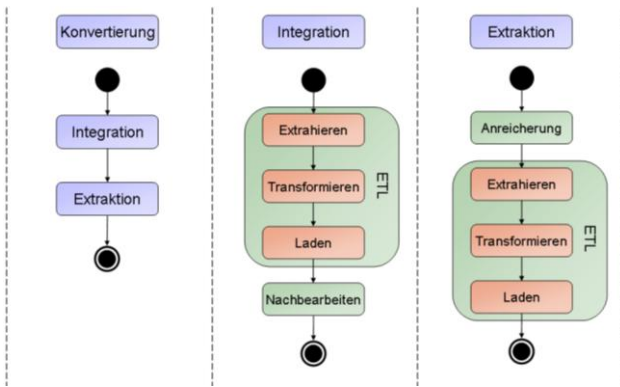 Konvertierung
Integration
Extraktion
Integration
Extrahieren
Transformieren
Laden
ETL
Nachbearbeiten
Extraktion
Anreicherung
Extrahieren
Transformieren
Laden
ETL